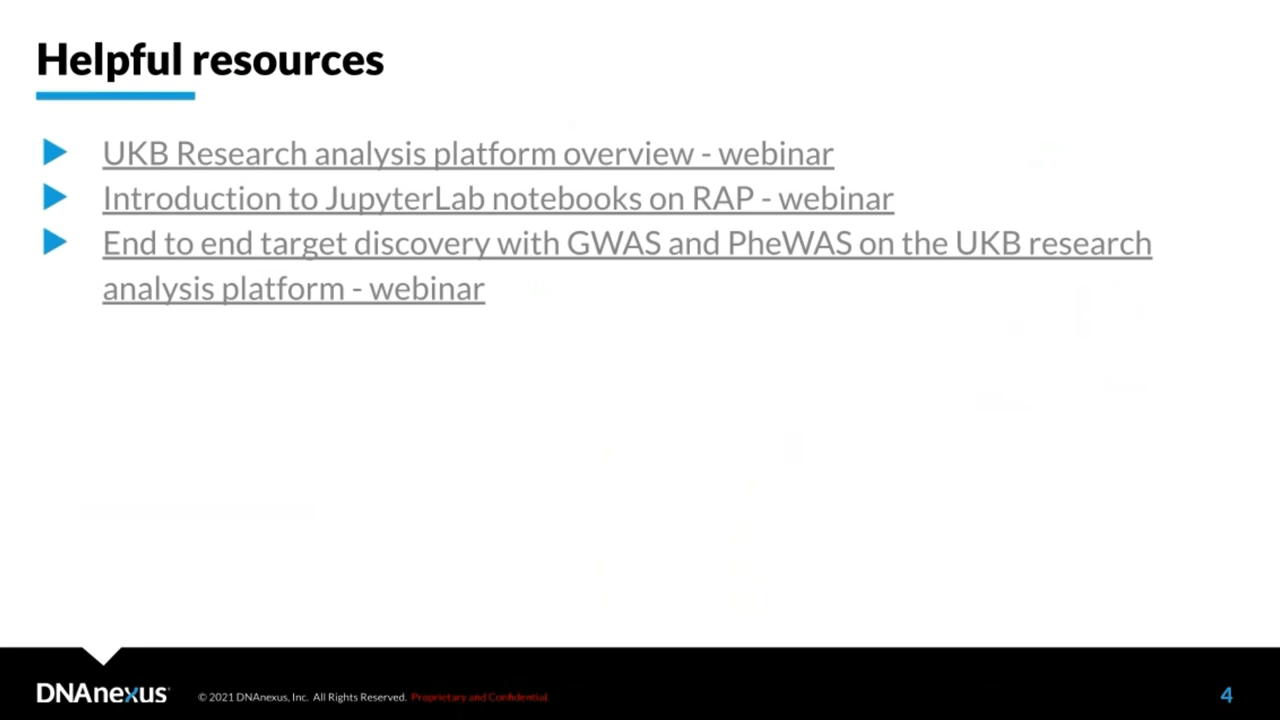 Helpful resources
UKB Research analysis platform overview - webinar
Introduction to JupyterLab notebooks on RAP - webinar
End to end target discovery with GWAS and PheWAS on the UKB research
analysis platform - webinar
DNAnexus © 2021 DNAnexus, Inc. All Rights Reserved. Proprietary and Confidential. 4